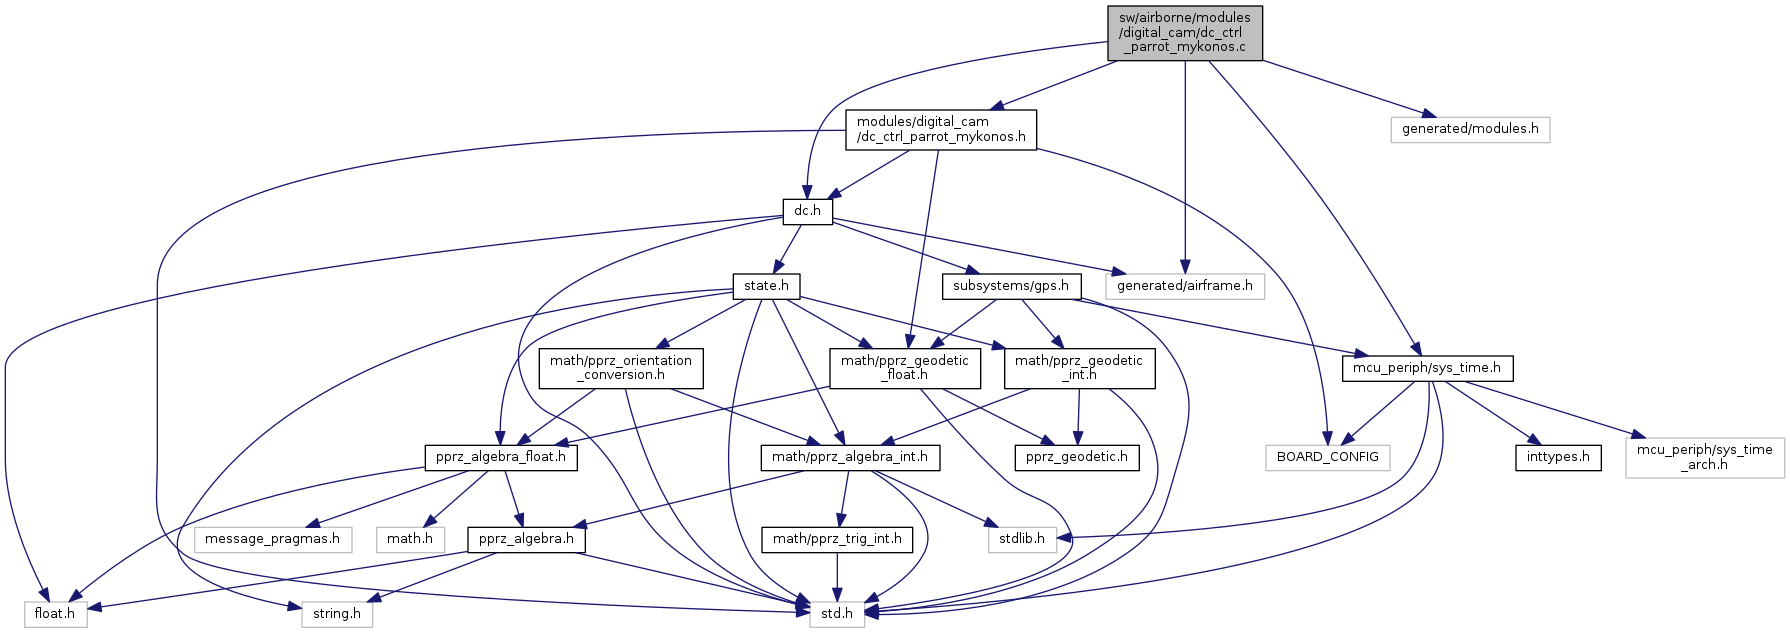 sw/airborne/modules
/digital_cam/dc_ctrl
_parrot_mykonos.c
modules/digital_cam
/dc_ctrl_parrot_mykonos.h
generated/modules.h
dc.h
state.h
subsystems/gps.h
generated/airframe.h
math/pprz_orientation
_conversion.h
math/pprz_geodetic
_float.h
math/pprz_geodetic
_int.h
mcu_periph/sys_time.h
pprz_algebra_float.h
math/pprz_algebra_int.h
pprz_geodetic.h
BOARD_CONFIG
inttypes.h
mcu_periph/sys_time
_arch.h
message_pragmas.h
math.h
pprz_algebra.h
math/pprz_trig_int.h
stdlib.h
float.h
string.h
std.h